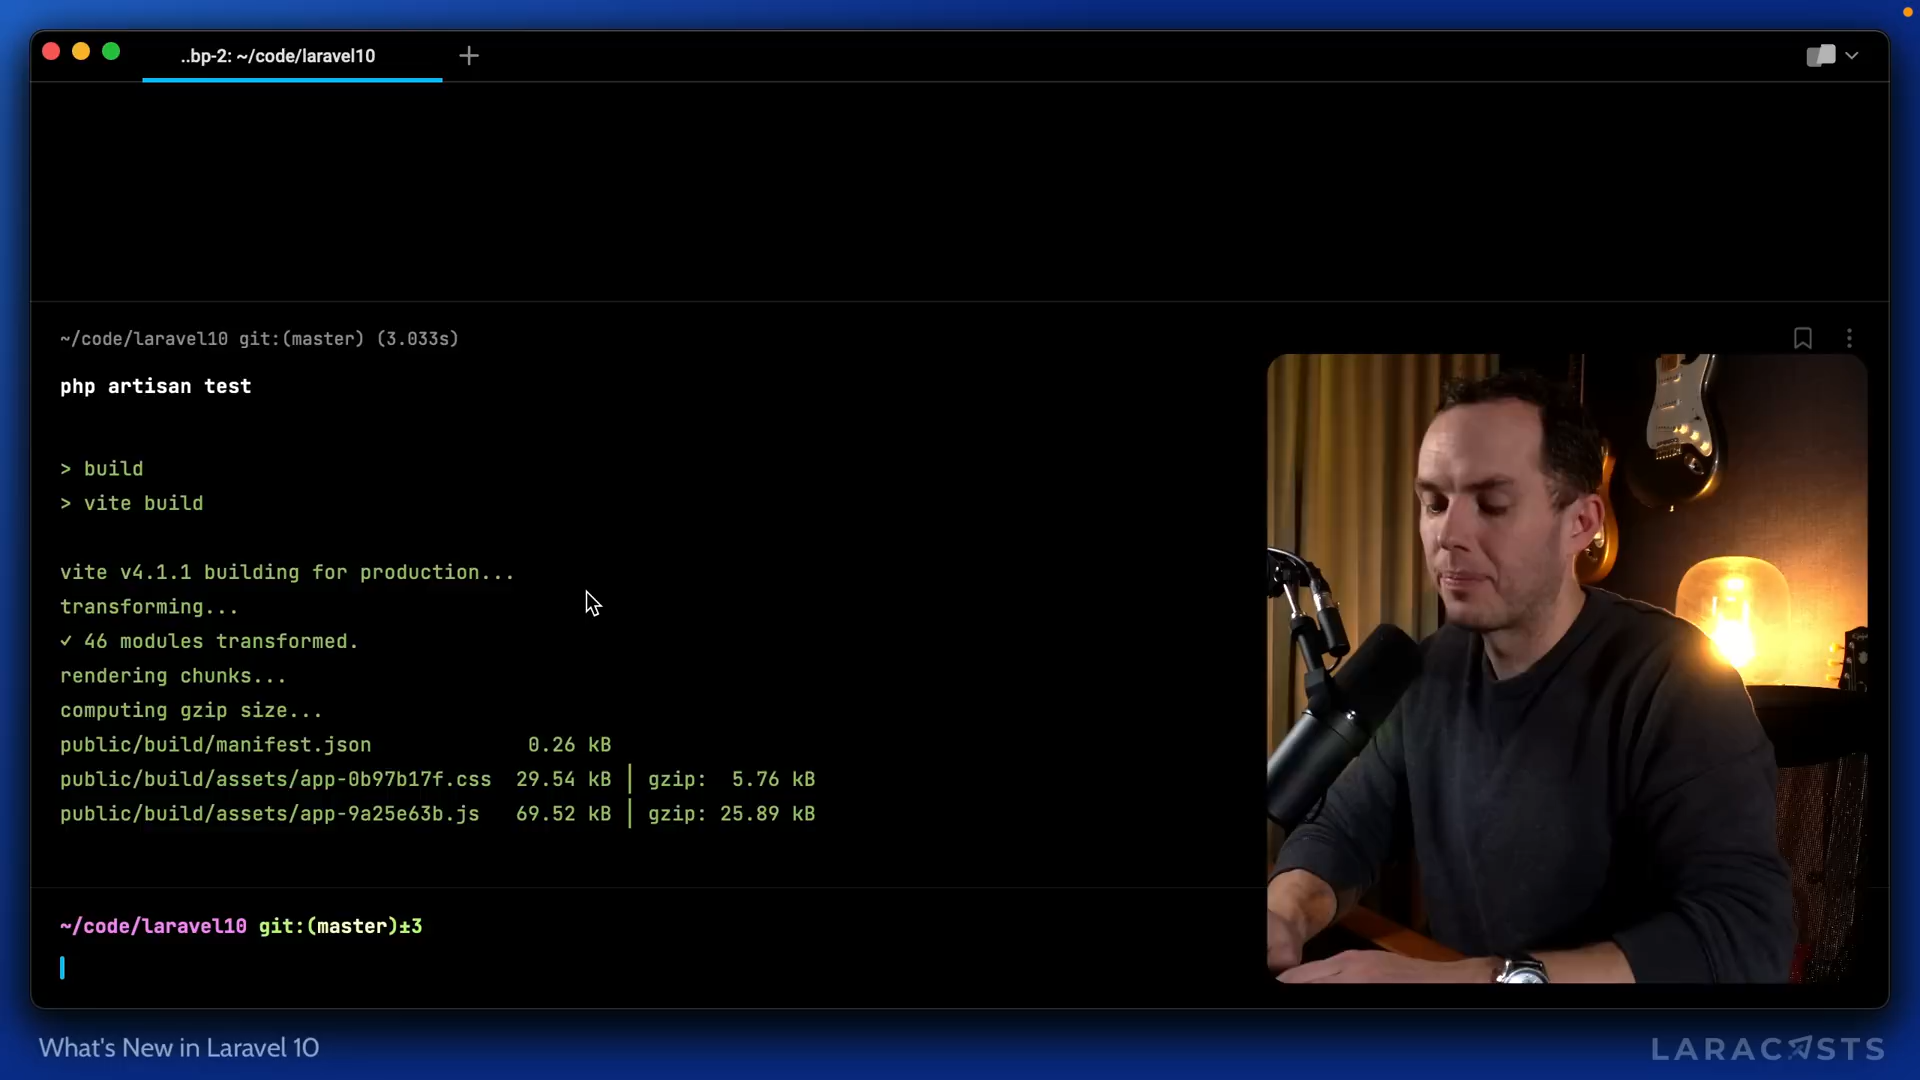 ..bp-2: ~/code/laravel10
~/code/laravel10 git:(master) (3.033s)
php artisan test
> build
> vite build
vite v4.1.1 building for production...
transforming...
✓ 46 modules transformed.
rendering chunks...
computing gzip size...
public/build/manifest.json 0.26 kB
public/build/assets/app-0b97b17f.css 29.54 kB │ gzip: 5.76 kB
public/build/assets/app-9a25e63b.js 69.52 kB │ gzip: 25.89 kB
~/code/laravel10 git:(master)±3
What's New in Laravel 10
LARACASTS